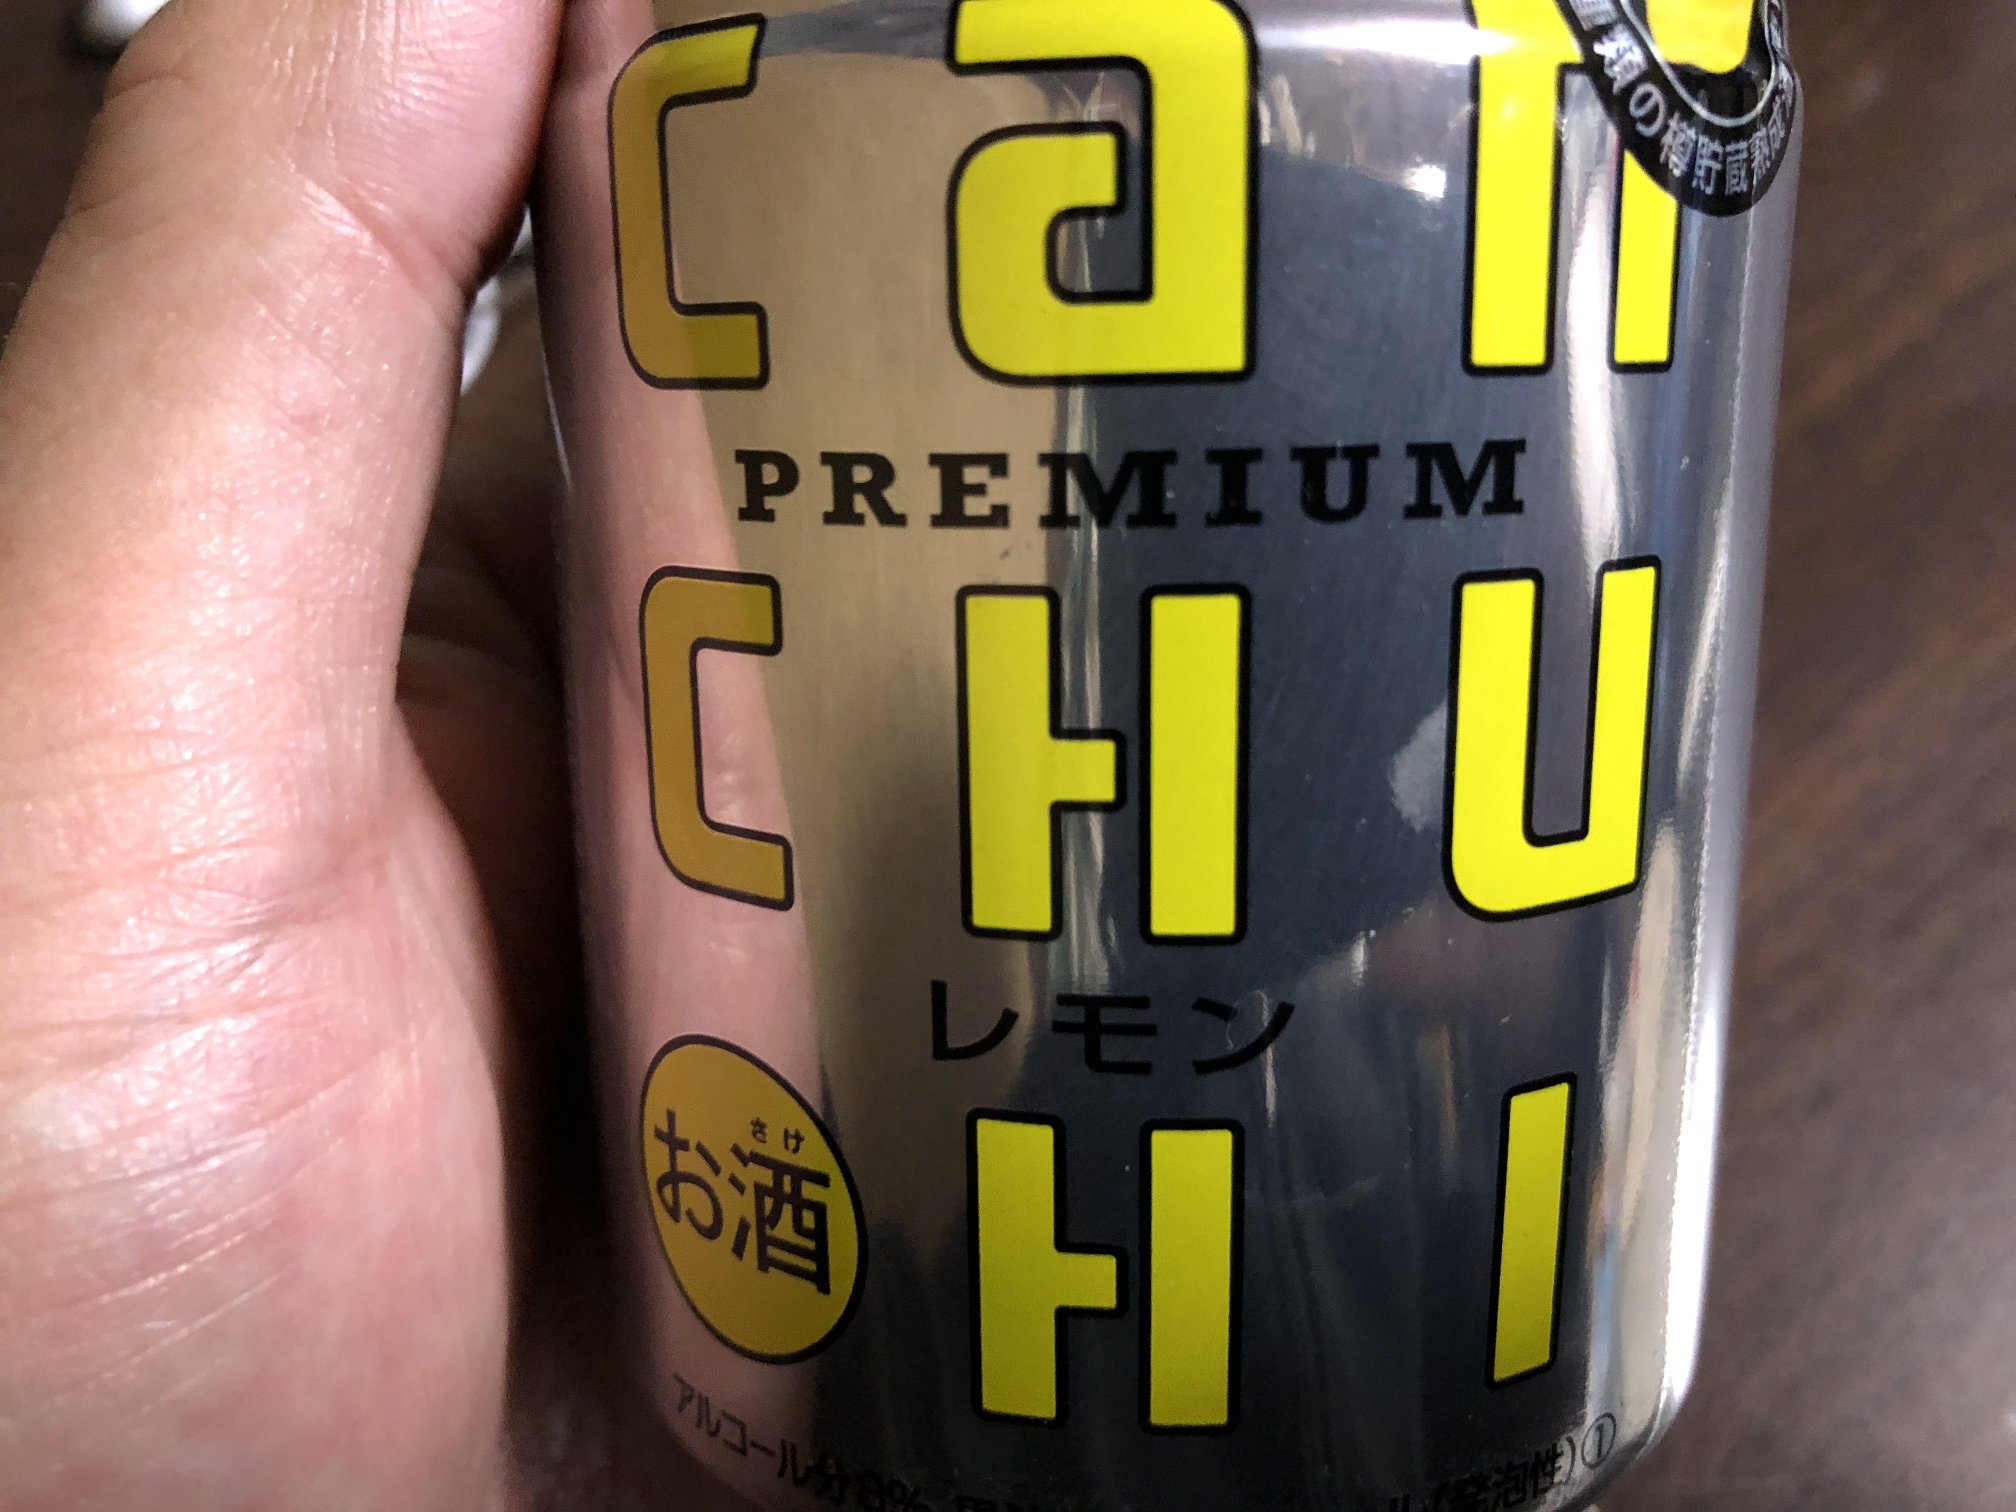 can
類の樽貯蔵熟成
PREMIUM
CHU
レモン
HI
さけ
お酒
アルコール分8%
(発泡性)①